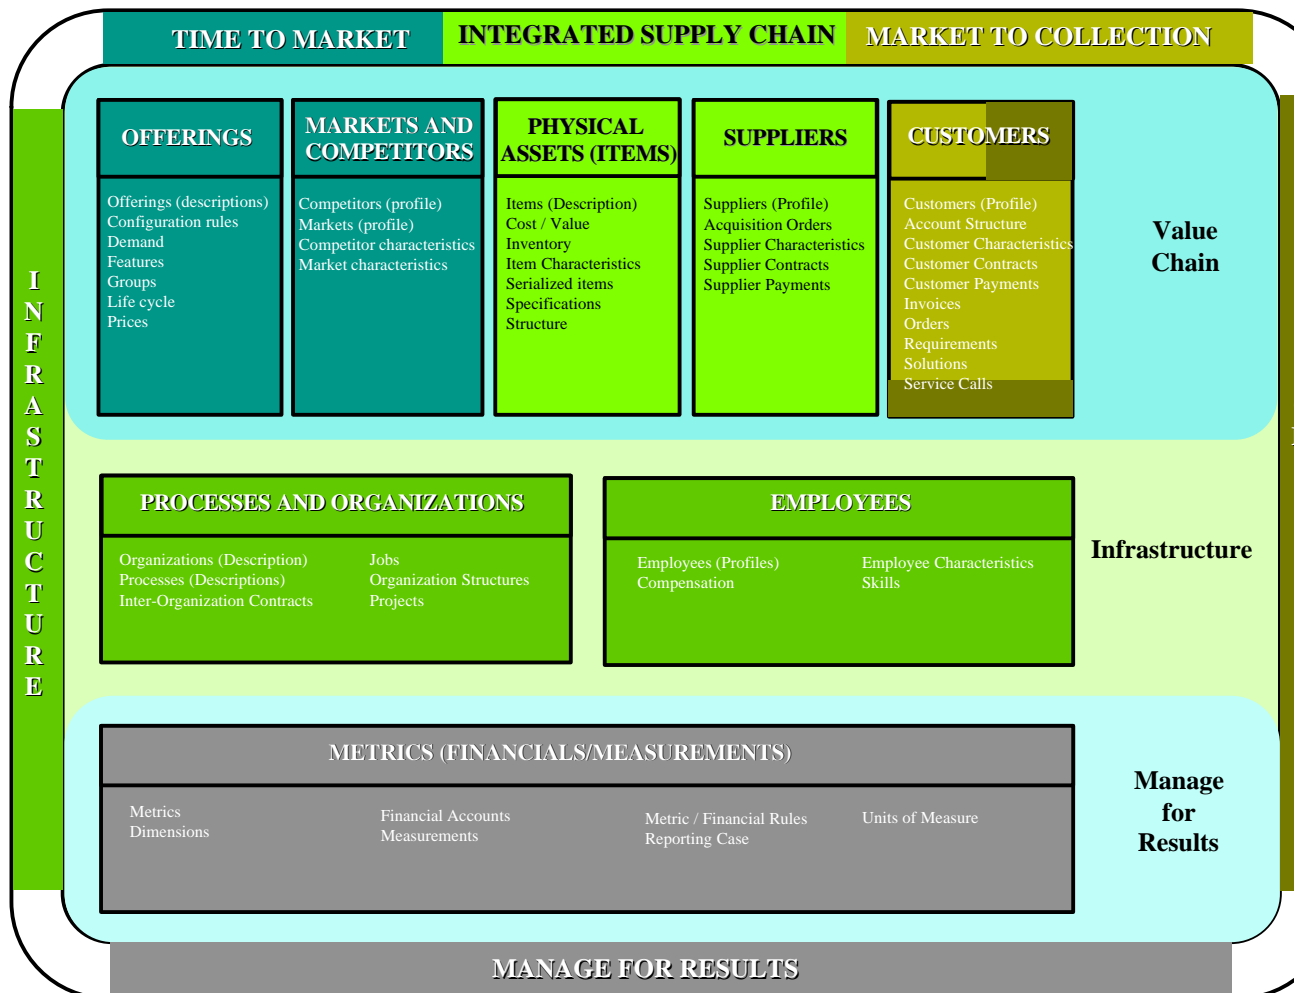 TIME TO MARKET
INTEGRATED SUPPLY CHAIN
MARKET TO COLLECTION
INFRASTRUCTURE
OFFERINGS
Offerings (descriptions)
Configuration rules
Demand
Features
Groups
Life cycle
Prices
MARKETS AND
COMPETITORS
Competitors (profile)
Markets (profile)
Competitor characteristics
Market characteristics
PHYSICAL
ASSETS (ITEMS)
Items (Description)
Cost / Value
Inventory
Item Characteristics
Serialized items
Specifications
Structure
SUPPLIERS
Suppliers (Profile)
Acquisition Orders
Supplier Characteristics
Supplier Contracts
Supplier Payments
CUSTOMERS
Customers (Profile)
Account Structure
Customer Characteristics
Customer Contracts
Customer Payments
Invoices
Orders
Requirements
Solutions
Service Calls
Value
Chain
PROCESSES AND ORGANIZATIONS
Organizations (Description)
Processes (Descriptions)
Inter-Organization Contracts
Jobs
Organization Structures
Projects
EMPLOYEES
Employees (Profiles)
Compensation
Employee Characteristics
Skills
Infrastructure
METRICS (FINANCIALS/MEASUREMENTS)
Metrics
Dimensions
Financial Accounts
Measurements
Metric / Financial Rules
Reporting Case
Units of Measure
Manage
for
Results
MANAGE FOR RESULTS